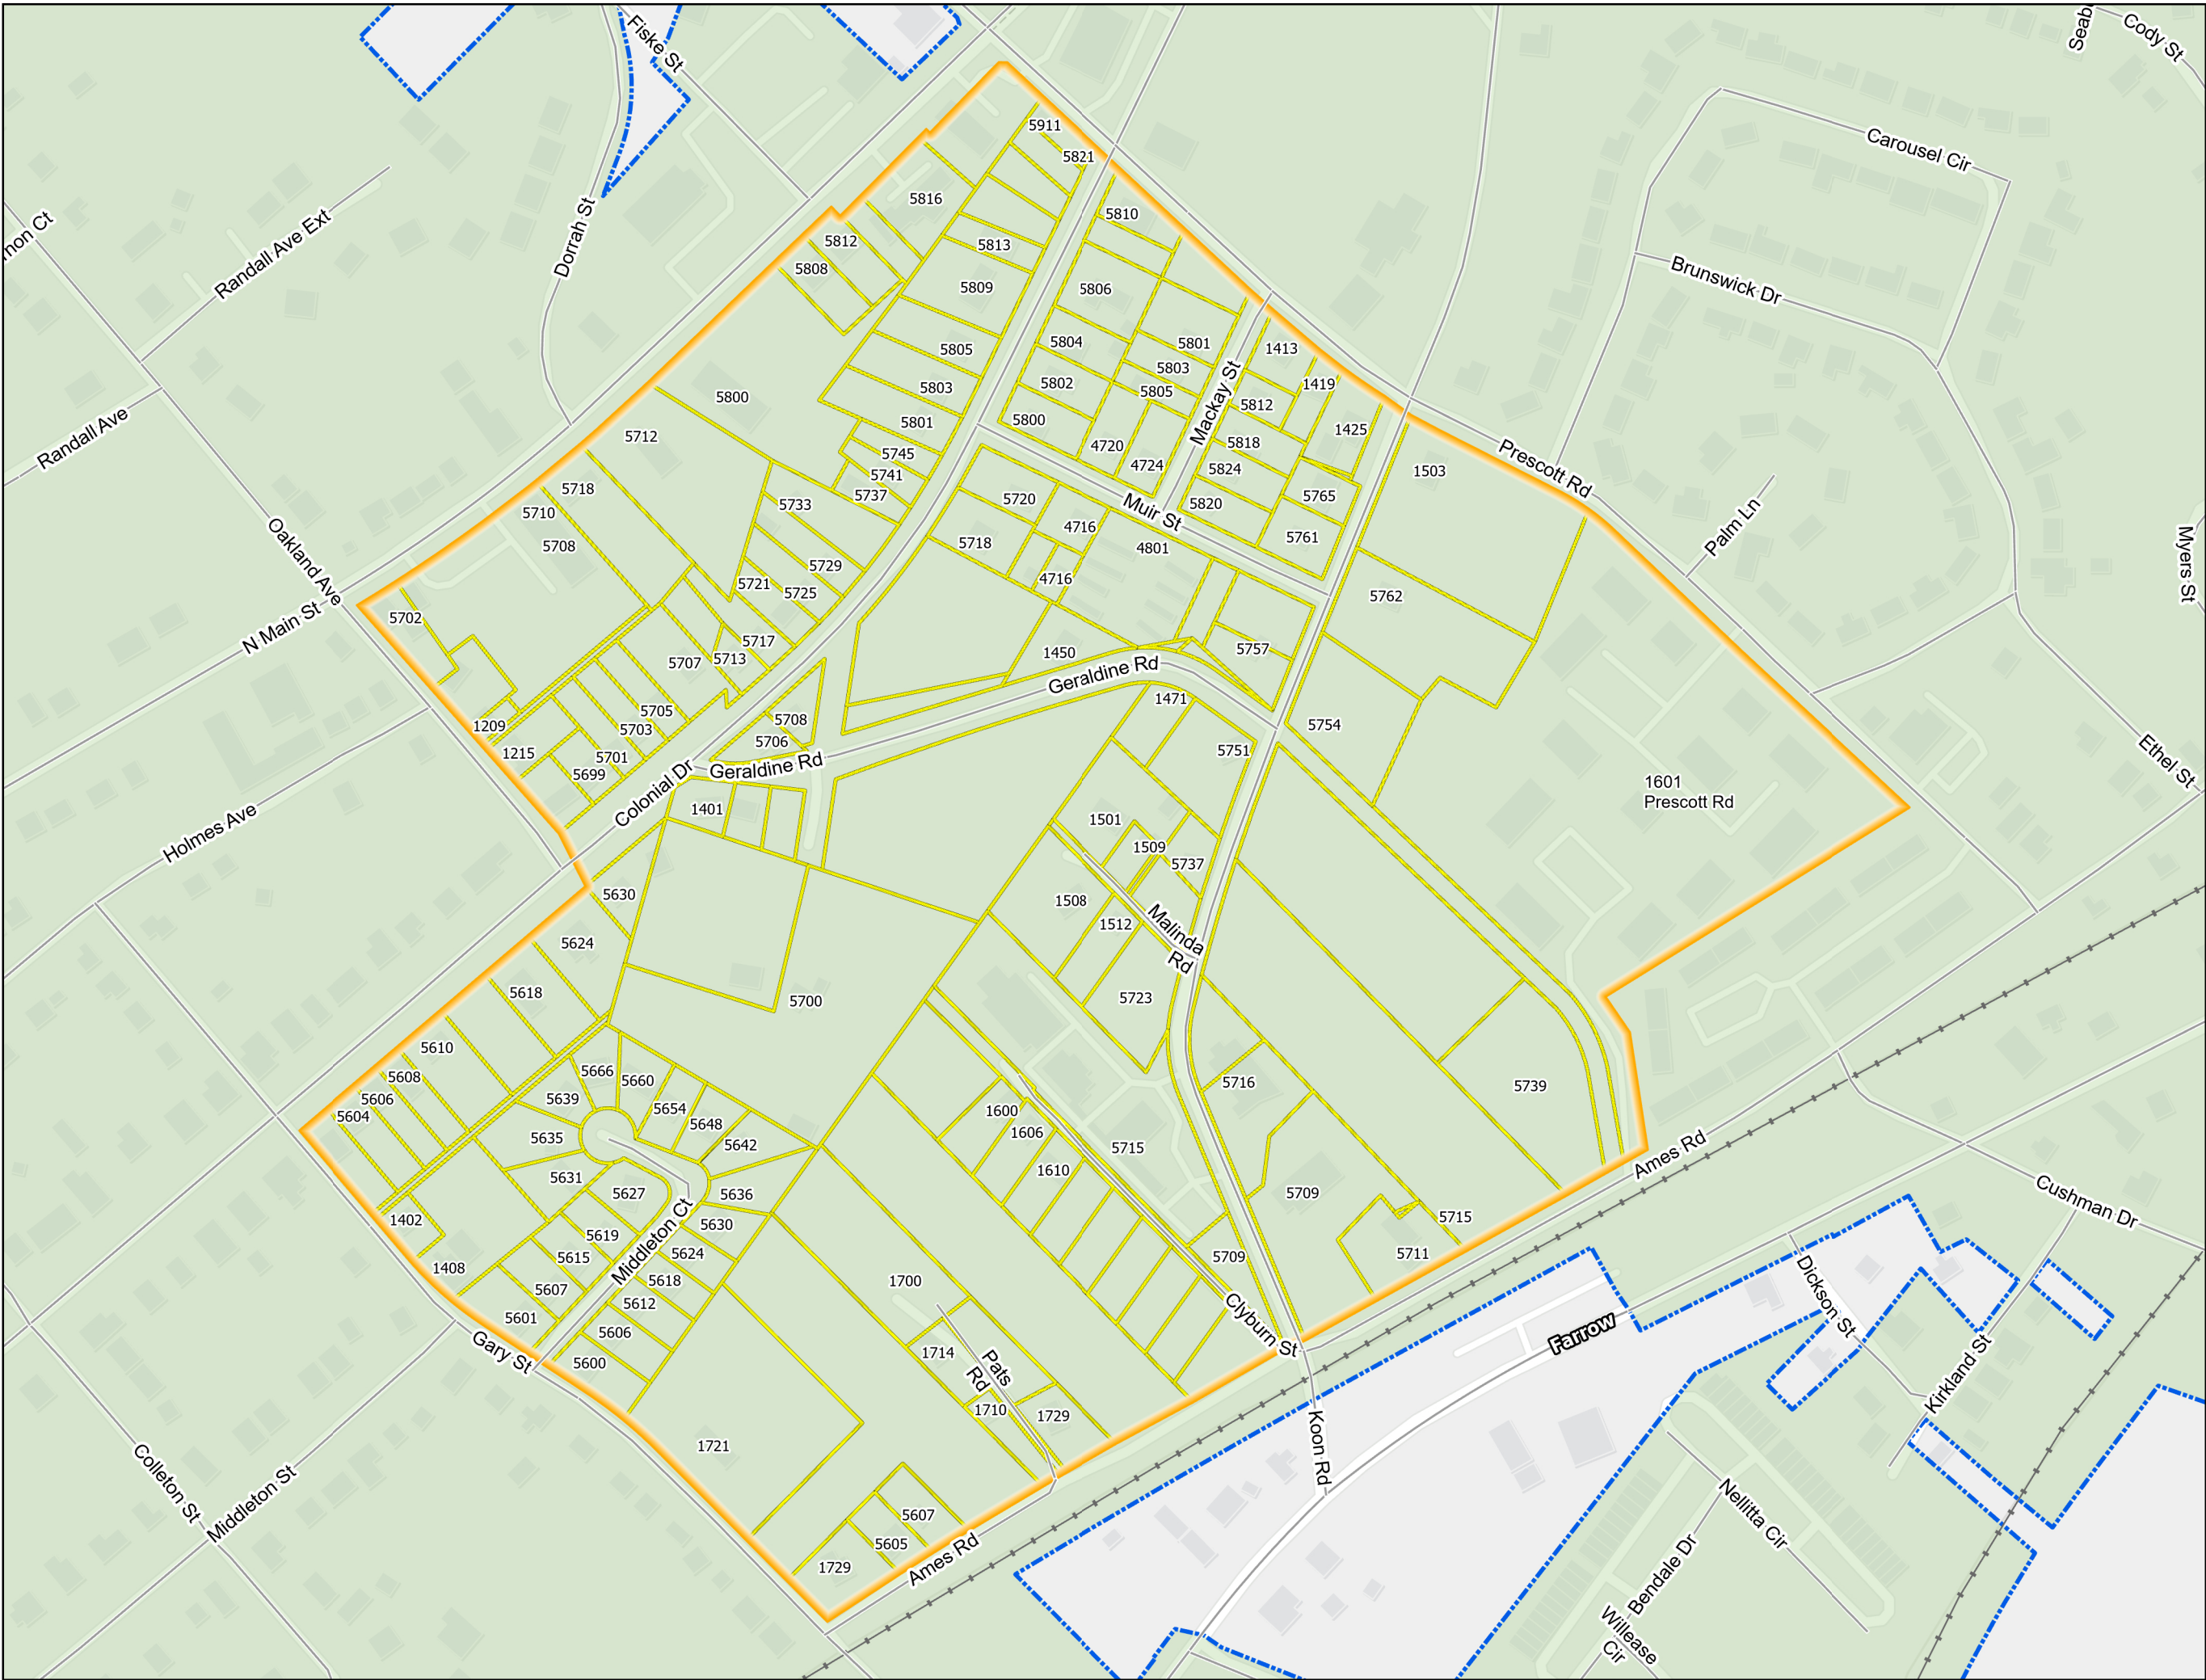 Fiske St
Seab
Cody St
Carousel Cir
5911
5821
Randall Ave Ext
Dorrah St
5816
5810
5812
5813
5808
Brunswick Dr
5809
5806
5804
5801
1413
5805
5803
1419
5800
5803
5802
5805
5812
Mackay St
Randall Ave
5801
5800
1425
5712
4720
5818
5745
4724
5824
1503
Prescott Rd
5741
5718
5737
5720
5765
5733
5820
Muir St
5710
4716
Palm Ln
5708
5718
4801
5761
Oakland Ave
Myers St
5729
4716
5721
5725
5762
N Main St
5702
5717
5757
5707
5713
1450
Geraldine Rd
1471
5705
5708
5754
1209
5703
5706
5751
1215
5701
Geraldine Rd
Ethel St
5699
Colonial Dr
1601
Prescott Rd
1401
Holmes Ave
1501
1509
5737
5630
1508
1512
Malinda
Rd
5624
5618
5700
5723
5610
5666
5608
5660
5716
5739
5606
5639
5654
1600
5604
5648
1606
5635
5642
5715
Ames Rd
1610
5631
5627
5636
5709
Cushman Dr
1402
5630
5715
5619
5624
5709
5711
Middleton Ct
1408
5615
5618
1700
Dickson St
5607
5612
5601
5606
Clyburn St
Farrow
Gary St
5600
1714
Pats
Rd
Kirkland St
1710
1729
Koon Rd
1721
Colleton St
Middleton St
5607
Nellitta Cir
5605
Ames Rd
1729
Bendale Dr
Willease
Cir